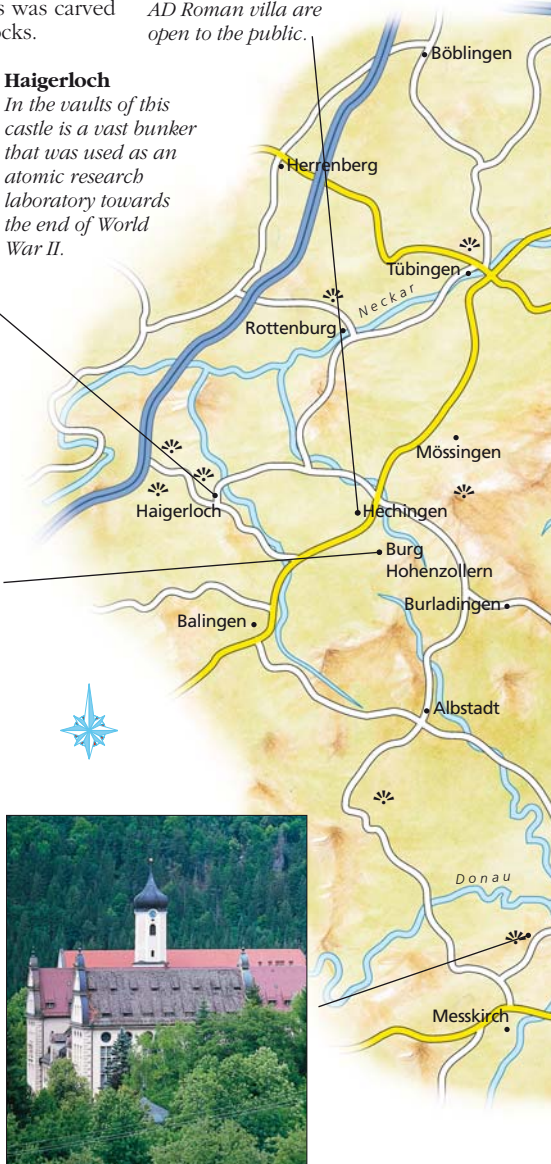 s was carved
ocks.
AD Roman villa are
open to the public.
Haigerloch
In the vaults of this
castle is a vast bunker
that was used as an
atomic research
laboratory towards
the end of World
War II.
Böblingen
Herrenberg
Tübingen
Neckar
Rottenburg
Mössingen
Haigerloch
Hechingen
Burg
Hohenzollern
Burladingen
Balingen
Albstadt
Donau
Messkirch